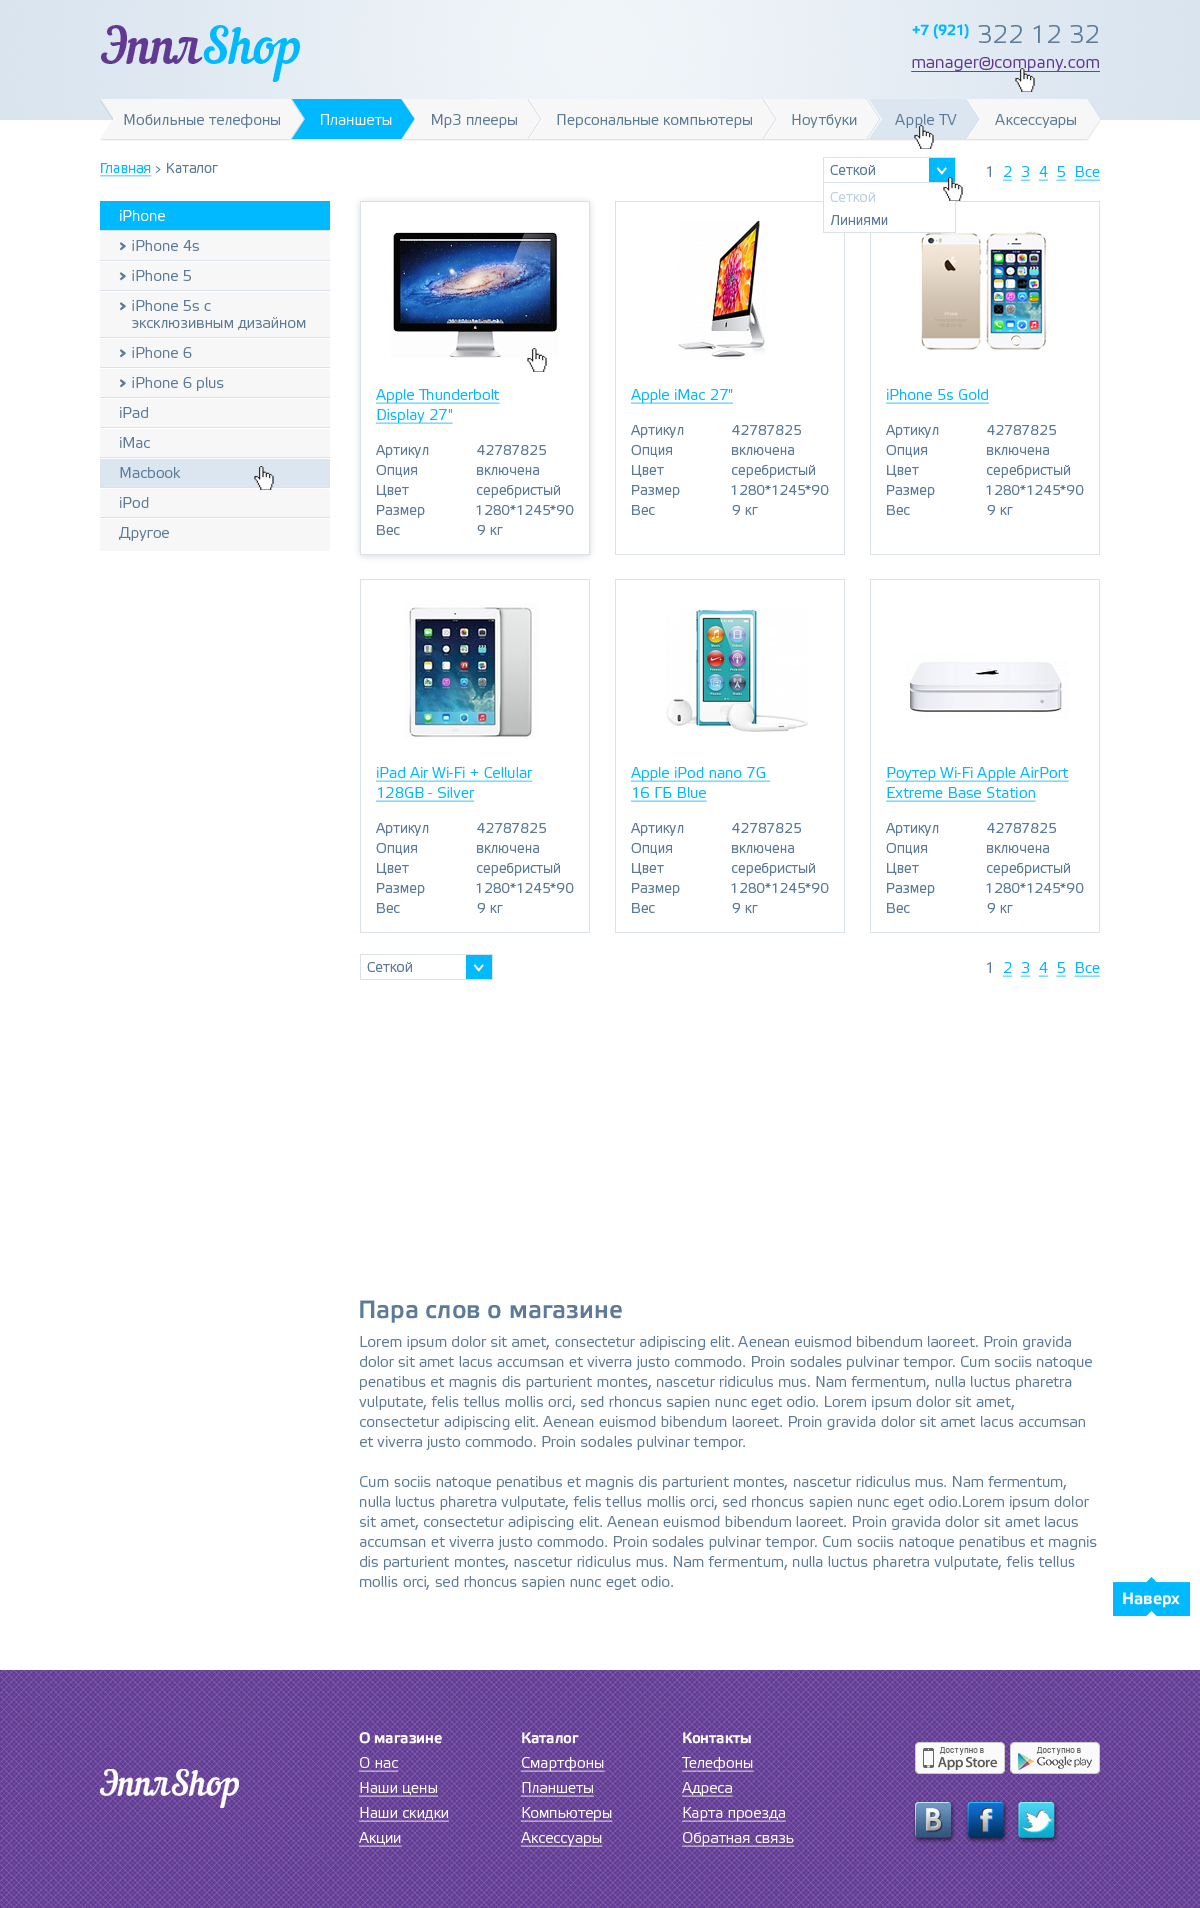 ЭпплShop
+7 (921) 322 12 32
manager@company.com
Мобильные телефоны
Планшеты
Mp3 плееры
Персональные компьютеры
Ноутбуки
Apple TV
Аксессуары
Главная > Каталог
Сеткой
Сеткой
Линиями
1 2 3 4 5 Все
iPhone
iPhone 4s
iPhone 5
iPhone 5s с
эксклюзивным дизайном
iPhone 6
iPhone 6 plus
iPad
iMac
Macbook
iPod
Другое
Apple Thunderbolt
Display 27"
Артикул 42787825
Опция включена
Цвет серебристый
Размер 1280*1245*90
Вес 9 кг
Apple iMac 27"
Артикул 42787825
Опция включена
Цвет серебристый
Размер 1280*1245*90
Вес 9 кг
iPhone 5s Gold
Артикул 42787825
Опция включена
Цвет серебристый
Размер 1280*1245*90
Вес 9 кг
iPad Air Wi-Fi + Cellular
128GB - Silver
Артикул 42787825
Опция включена
Цвет серебристый
Размер 1280*1245*90
Вес 9 кг
Apple iPod nano 7G
16 ГБ Blue
Артикул 42787825
Опция включена
Цвет серебристый
Размер 1280*1245*90
Вес 9 кг
Роутер Wi-Fi Apple AirPort
Extreme Base Station
Артикул 42787825
Опция включена
Цвет серебристый
Размер 1280*1245*90
Вес 9 кг
Сеткой
1 2 3 4 5 Все
Пара слов о магазине
Lorem ipsum dolor sit amet, consectetur adipiscing elit. Aenean euismod bibendum laoreet. Proin gravida
dolor sit amet lacus accumsan et viverra justo commodo. Proin sodales pulvinar tempor. Cum sociis natoque
penatibus et magnis dis parturient montes, nascetur ridiculus mus. Nam fermentum, nulla luctus pharetra
vulputate, felis tellus mollis orci, sed rhoncus sapien nunc eget odio. Lorem ipsum dolor sit amet,
consectetur adipiscing elit. Aenean euismod bibendum laoreet. Proin gravida dolor sit amet lacus accumsan
et viverra justo commodo. Proin sodales pulvinar tempor.
Cum sociis natoque penatibus et magnis dis parturient montes, nascetur ridiculus mus. Nam fermentum,
nulla luctus pharetra vulputate, felis tellus mollis orci, sed rhoncus sapien nunc eget odio.Lorem ipsum dolor
sit amet, consectetur adipiscing elit. Aenean euismod bibendum laoreet. Proin gravida dolor sit amet lacus
accumsan et viverra justo commodo. Proin sodales pulvinar tempor. Cum sociis natoque penatibus et magnis
dis parturient montes, nascetur ridiculus mus. Nam fermentum, nulla luctus pharetra vulputate, felis tellus
mollis orci, sed rhoncus sapien nunc eget odio.
Наверх
ЭпплShop
О магазине
О нас
Наши цены
Наши скидки
Акции
Каталог
Смартфоны
Планшеты
Компьютеры
Аксессуары
Контакты
Телефоны
Адреса
Карта проезда
Обратная связь
Доступно в
App Store
Доступно в
Google play